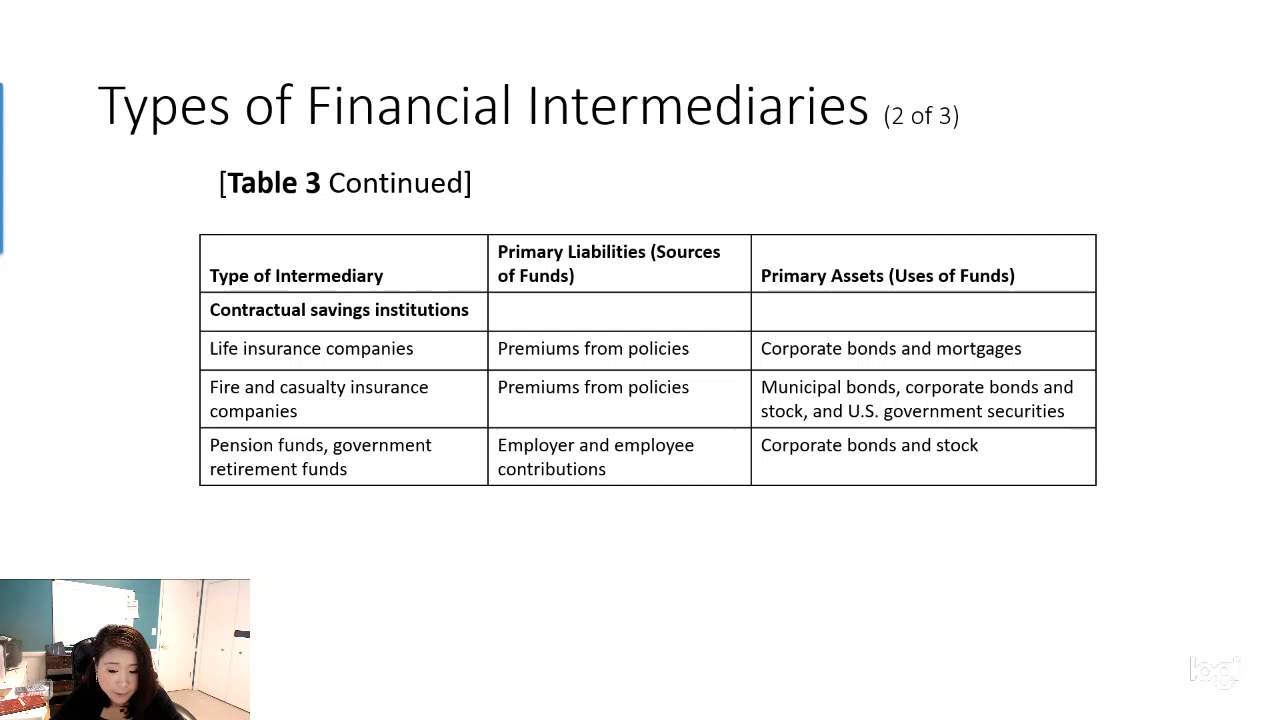 Types of Financial Intermediaries (2 of 3)
[Table 3 Continued]
Type of Intermediary
Primary Liabilities (Sources
of Funds)
Primary Assets (Uses of Funds)
Contractual savings institutions
Life insurance companies
Premiums from policies
Corporate bonds and mortgages
Fire and casualty insurance
companies
Premiums from policies
Municipal bonds, corporate bonds and
stock, and U.S. government securities
Pension funds, government
retirement funds
Employer and employee
contributions
Corporate bonds and stock
logi